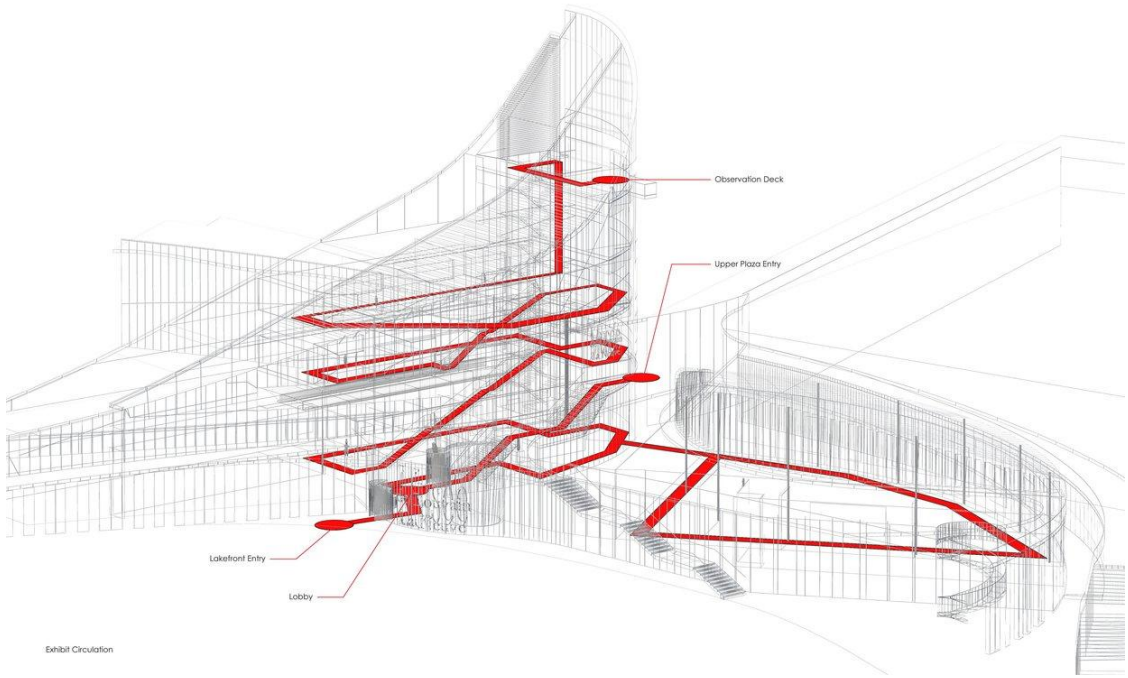 Observation Deck
Upper Plaza Entry
Lakefront Entry
Lobby
Exhibit Circulation